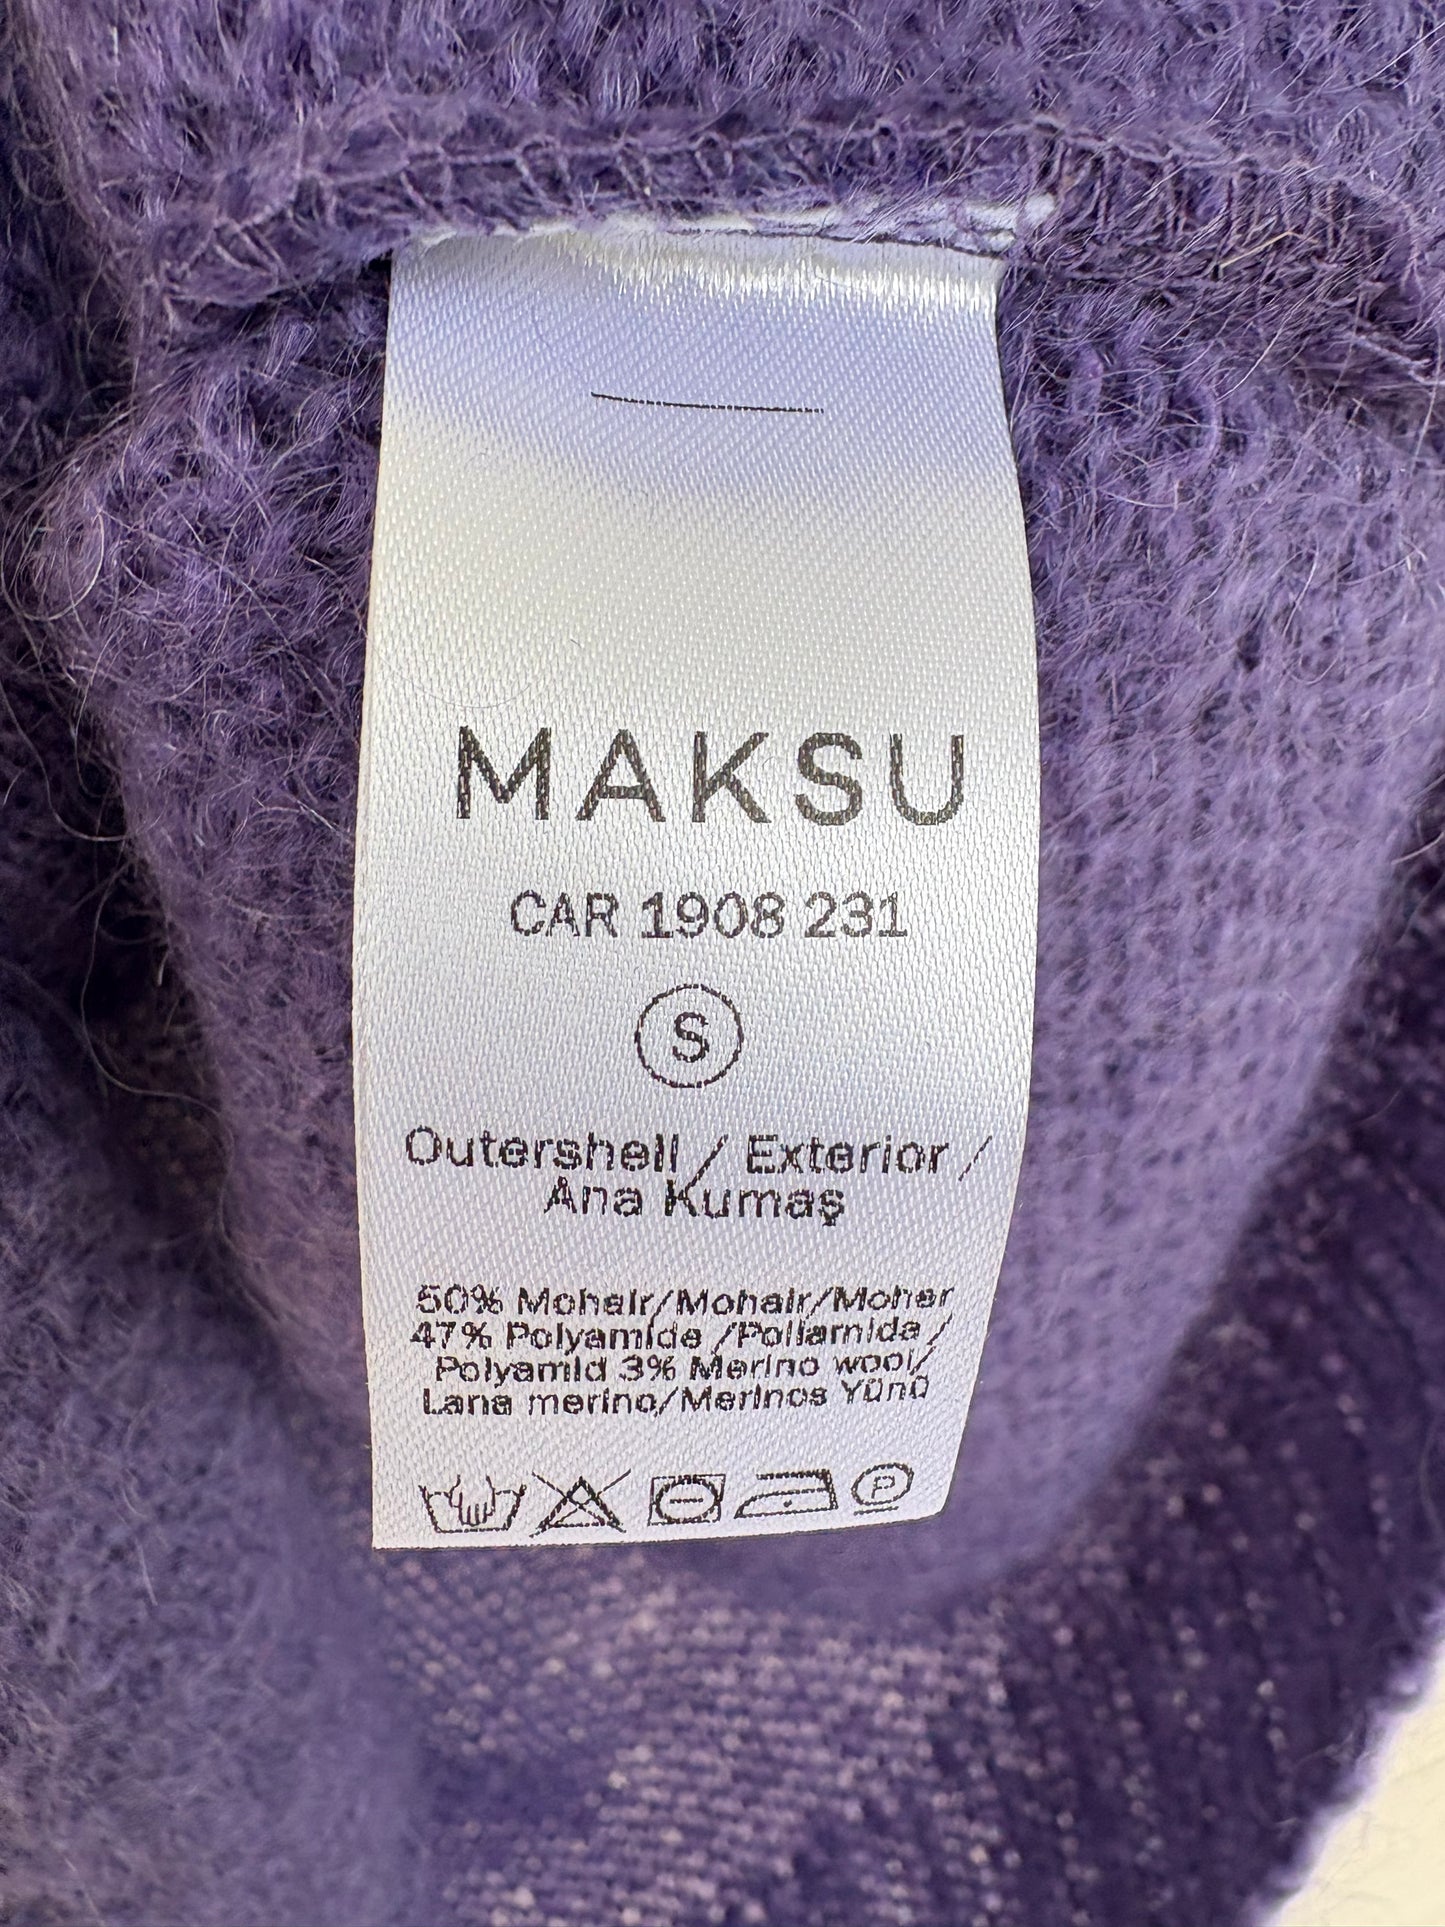 MAKSU
CAR 1908 231
S
Outershell / Exterior /
Ana Kumaş
50% Mohair/Mohair/Moher
47% Polyamide /Poliamida /
Polyamid 3% Merino wool/
Lana merino/Merinos Yünü
P